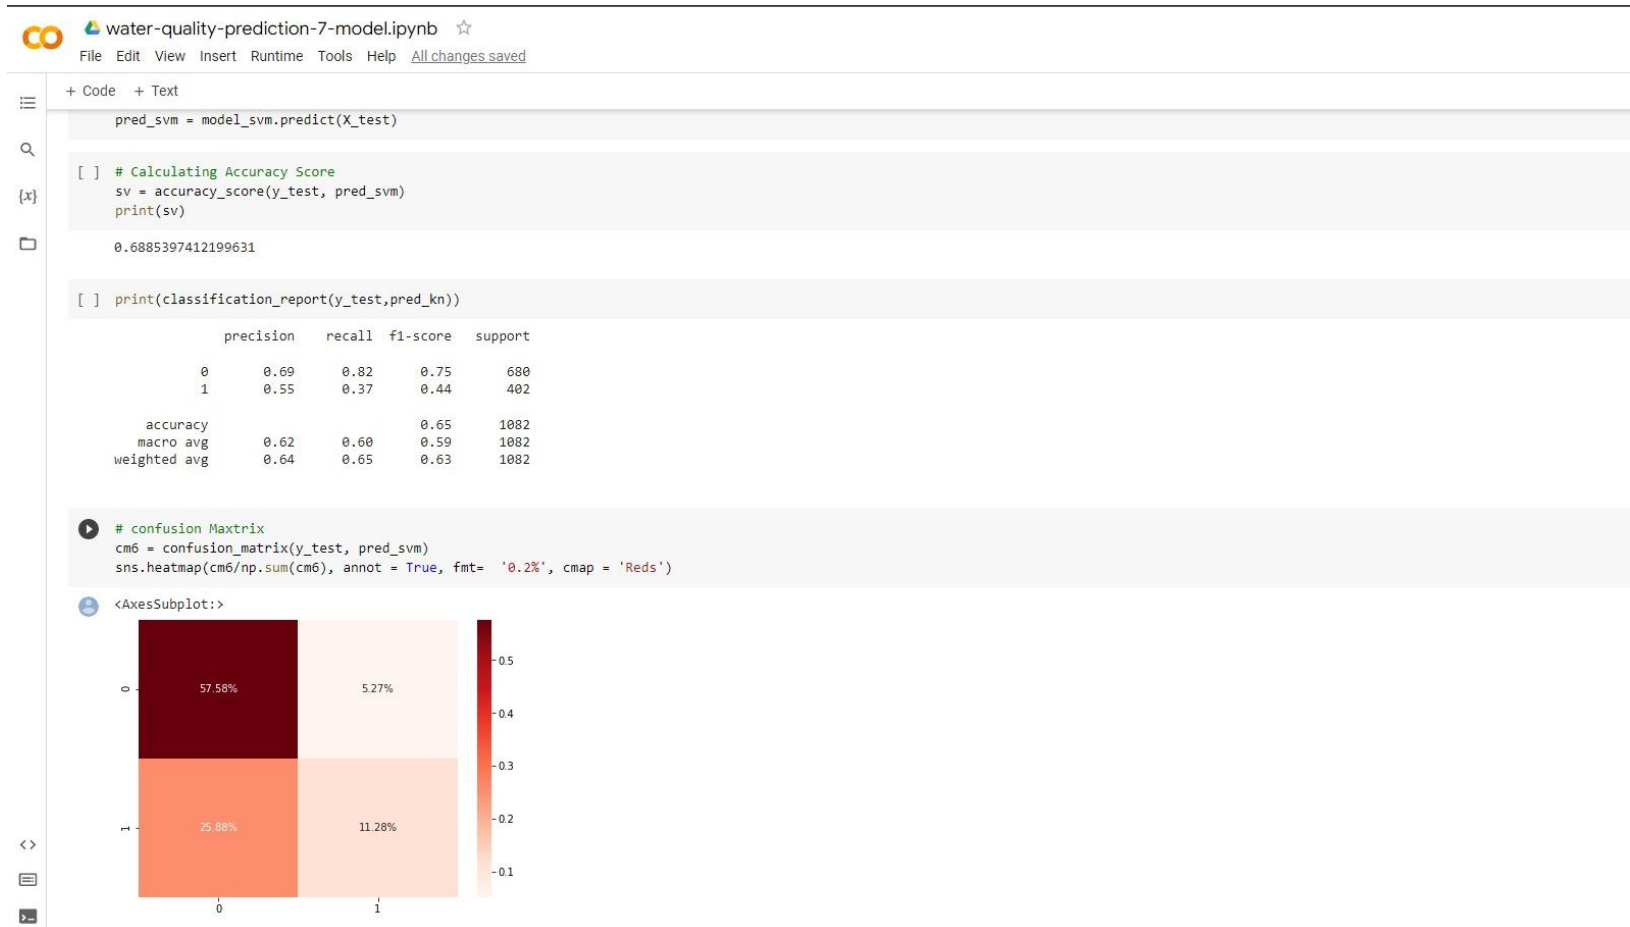 water-quality-prediction-7-model.ipynb
File Edit View Insert Runtime Tools Help All changes saved
+ Code + Text
pred_svm = model_svm.predict(X_test)
[ ] # Calculating Accuracy Score
sv = accuracy_score(y_test, pred_svm)
print(sv)
0.6885397412199631
[ ] print(classification_report(y_test,pred_kn))
precision recall f1-score support
0 0.69 0.82 0.75 680
1 0.55 0.37 0.44 402
accuracy 0.65 1082
macro avg 0.62 0.60 0.59 1082
weighted avg 0.64 0.65 0.63 1082
# confusion Maxtrix
cm6 = confusion_matrix(y_test, pred_svm)
sns.heatmap(cm6/np.sum(cm6), annot = True, fmt= '0.2%', cmap = 'Reds')
<AxesSubplot:>
0 57.58% 5.27%
1 25.88% 11.28%
0 1
0.5
0.4
0.3
0.2
0.1
{x}